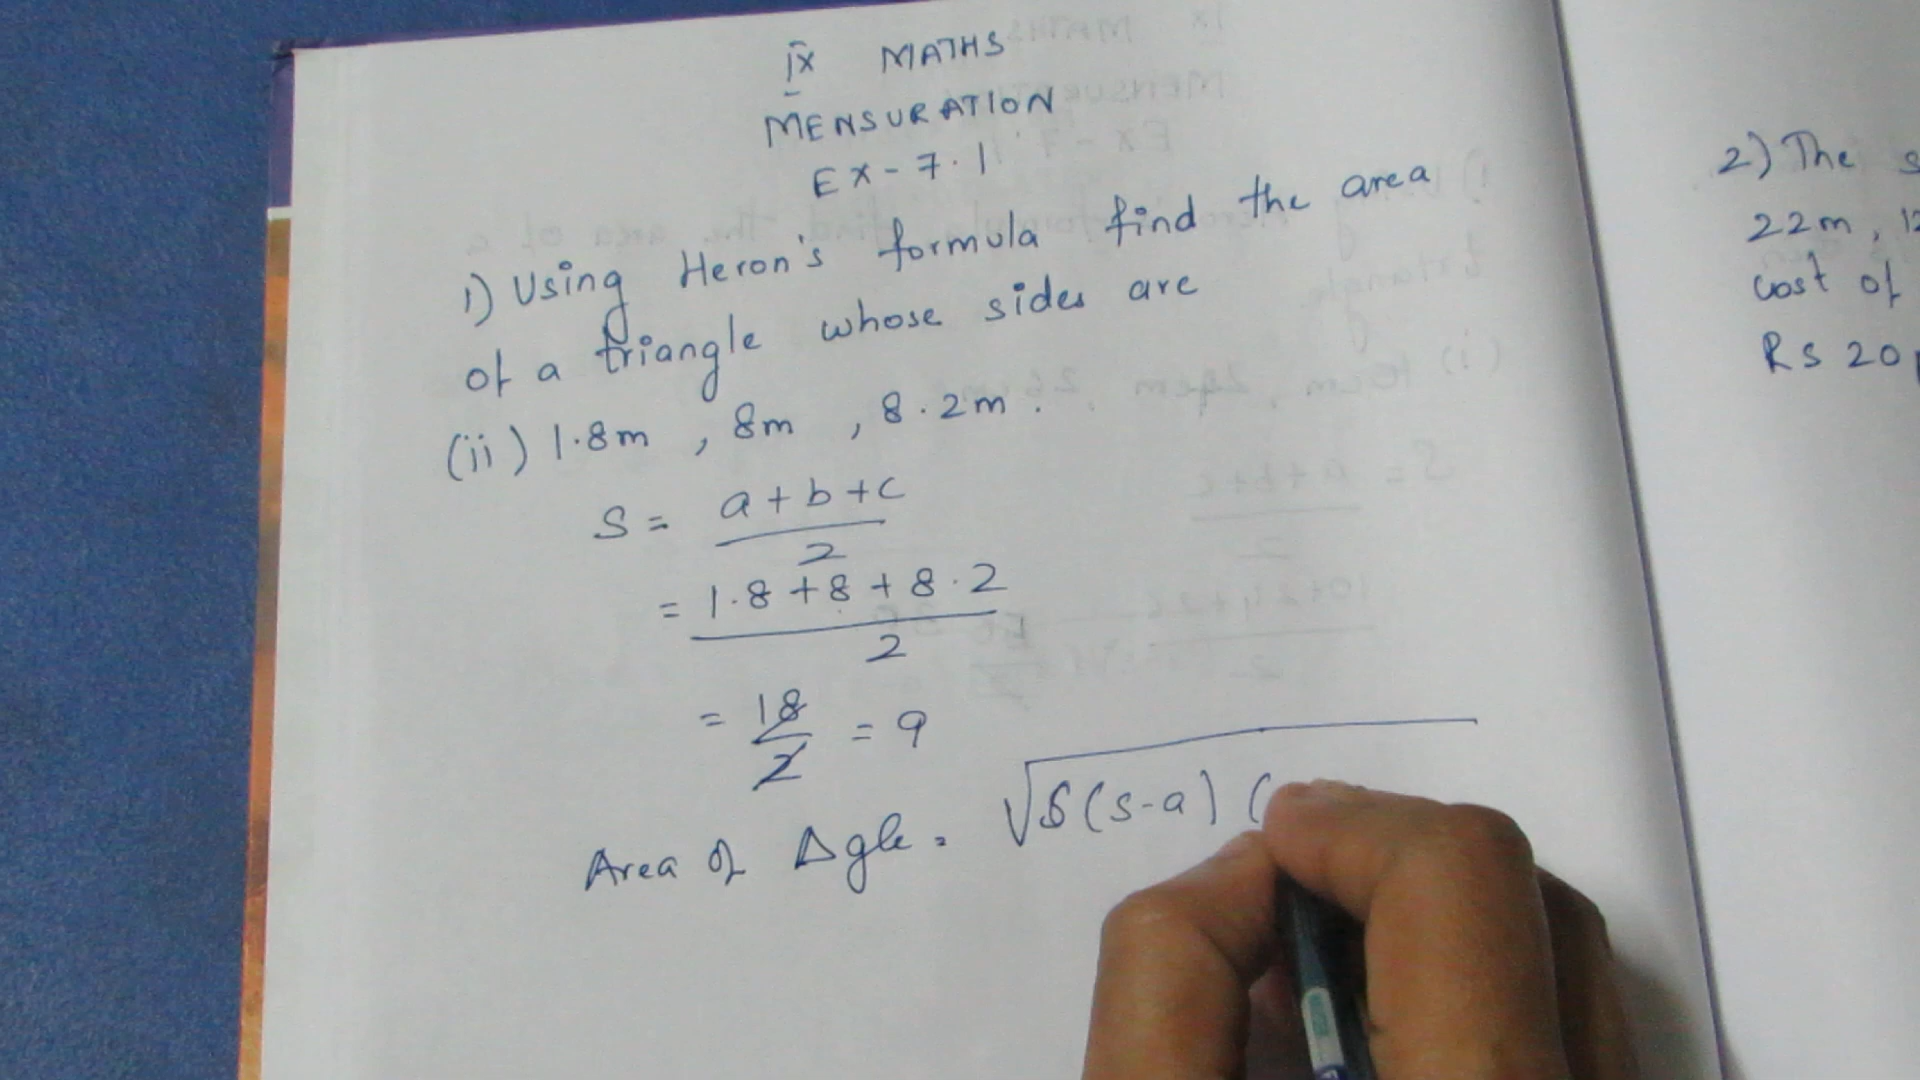 IX MATHS
MENSURATION
EX-7.1
1) Using Heron's formula find the area
of a triangle whose sides are
(ii) 1.8m, 8m, 8.2m.
S = a+b+c
2
= 1.8+8+8.2
2
= 18
2
= 9
Area of Δgle = √S(s-a) (
2) The
22m, 12
cost of
Rs 20